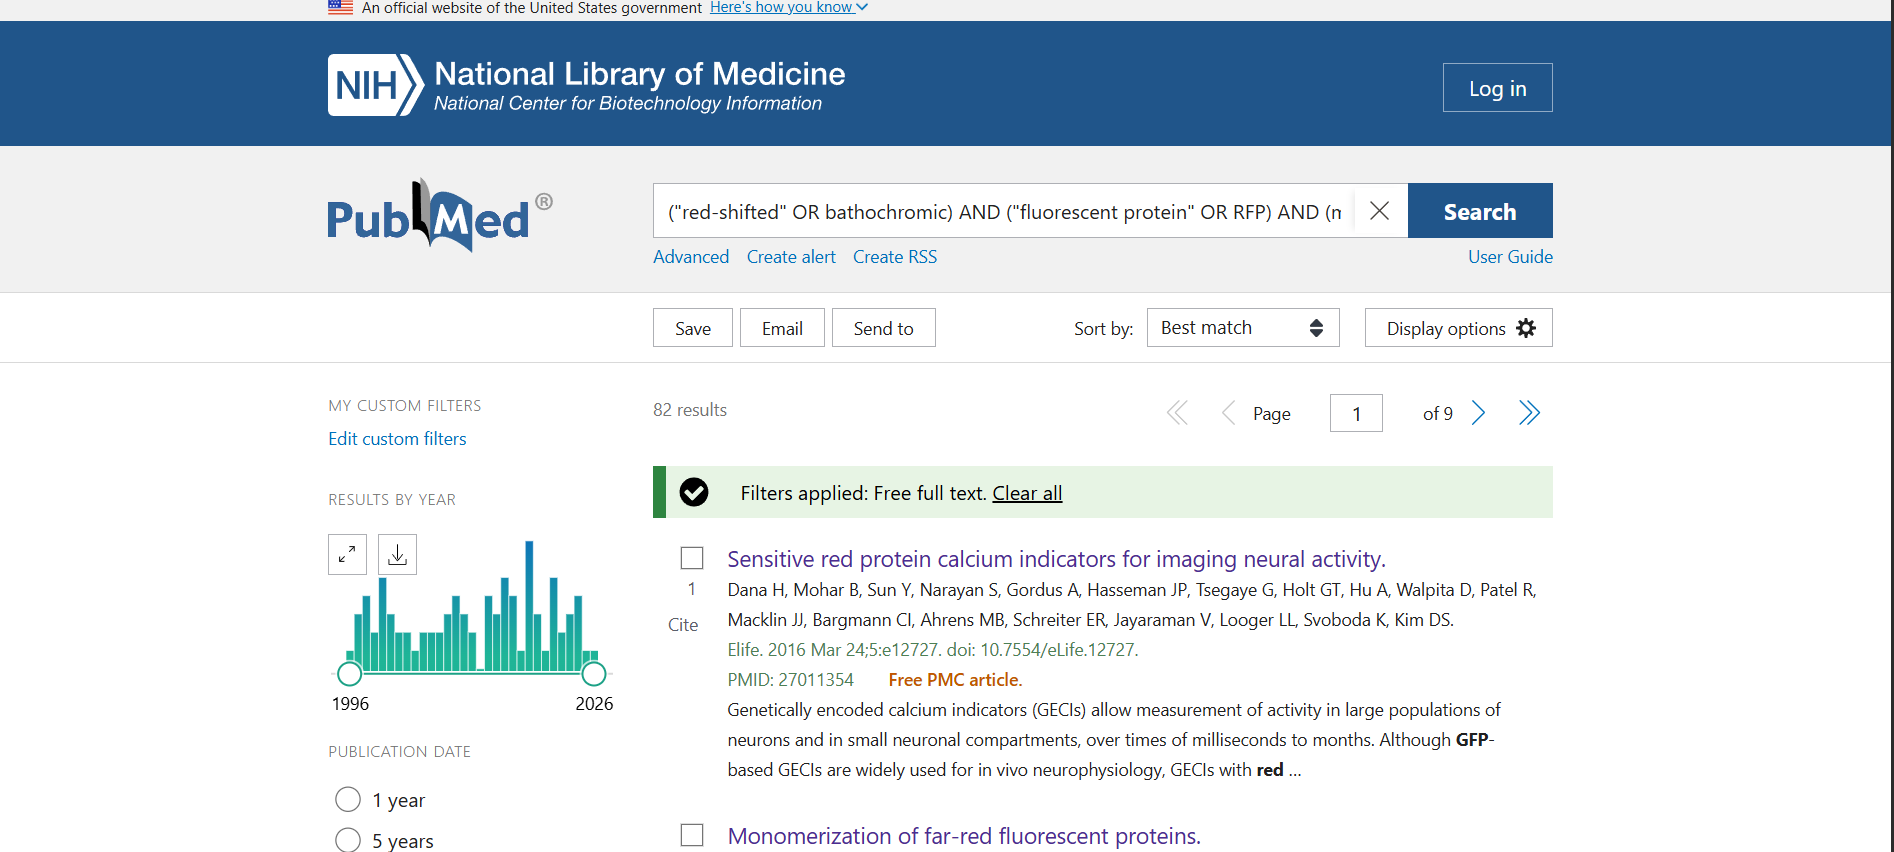 An official website of the United States government Here's how you know
NIH National Library of Medicine
National Center for Biotechnology Information
Log in
PubMed®
("red-shifted" OR bathochromic) AND ("fluorescent protein" OR RFP) AND (m
Search
Advanced Create alert Create RSS User Guide
Save Email Send to Sort by: Best match Display options
MY CUSTOM FILTERS
Edit custom filters
RESULTS BY YEAR
1996 2026
PUBLICATION DATE
1 year
5 years
82 results Page 1 of 9
Filters applied: Free full text. Clear all
Sensitive red protein calcium indicators for imaging neural activity.
1
Cite
Dana H, Mohar B, Sun Y, Narayan S, Gordus A, Hasseman JP, Tsegaye G, Holt GT, Hu A, Walpita D, Patel R,
Macklin JJ, Bargmann CI, Ahrens MB, Schreiter ER, Jayaraman V, Looger LL, Svoboda K, Kim DS.
Elife. 2016 Mar 24;5:e12727. doi: 10.7554/eLife.12727.
PMID: 27011354 Free PMC article.
Genetically encoded calcium indicators (GECIs) allow measurement of activity in large populations of
neurons and in small neuronal compartments, over times of milliseconds to months. Although GFP-
based GECIs are widely used for in vivo neurophysiology, GECIs with red ...
Monomerization of far-red fluorescent proteins.